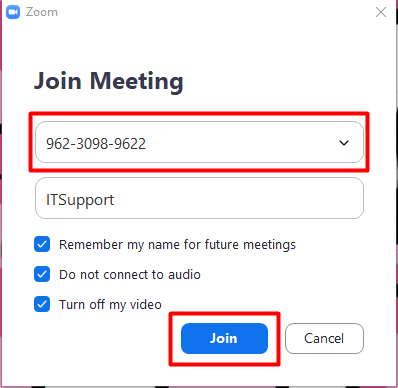 Zoom
Join Meeting
962-3098-9622
ITSupport
Remember my name for future meetings
Do not connect to audio
Turn off my video
Join Cancel